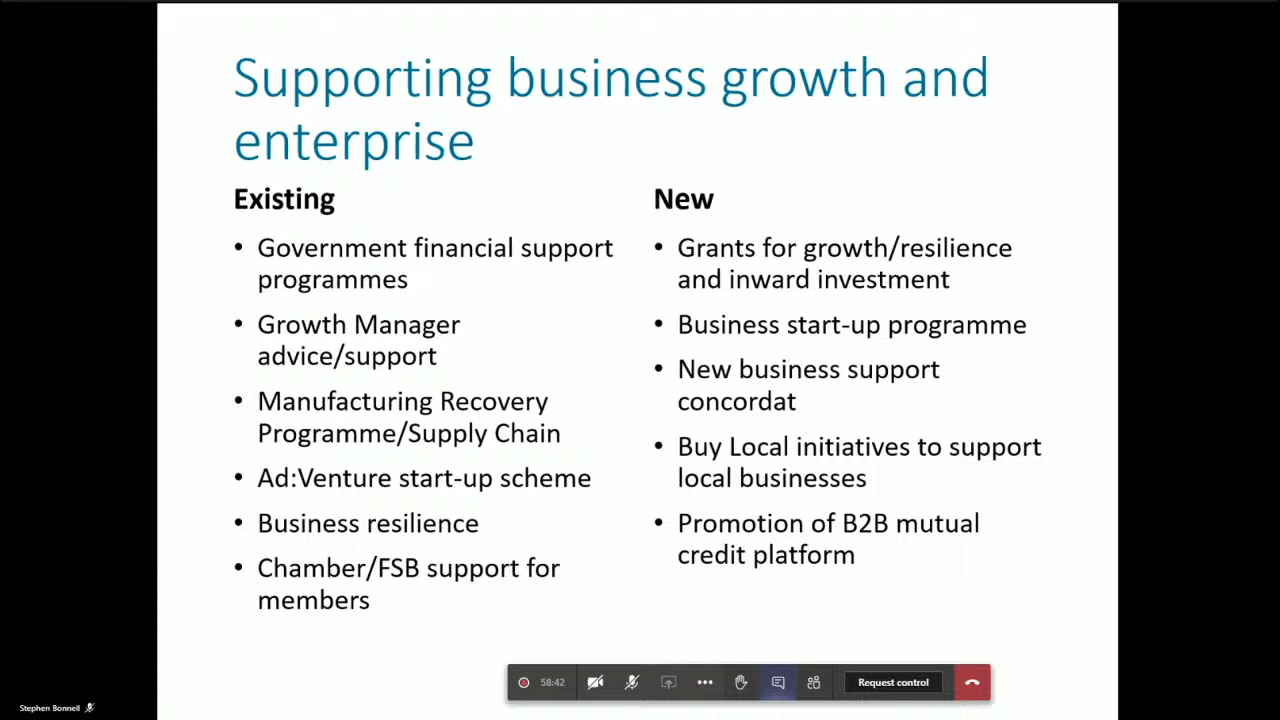 Supporting business growth and
enterprise
Existing
• Government financial support
programmes
• Growth Manager
advice/support
• Manufacturing Recovery
Programme/Supply Chain
• Ad:Venture start-up scheme
• Business resilience
• Chamber/FSB support for
members
New
• Grants for growth/resilience
and inward investment
• Business start-up programme
• New business support
concordat
• Buy Local initiatives to support
local businesses
• Promotion of B2B mutual
credit platform
58:42
Request control
Stephen Bonnell